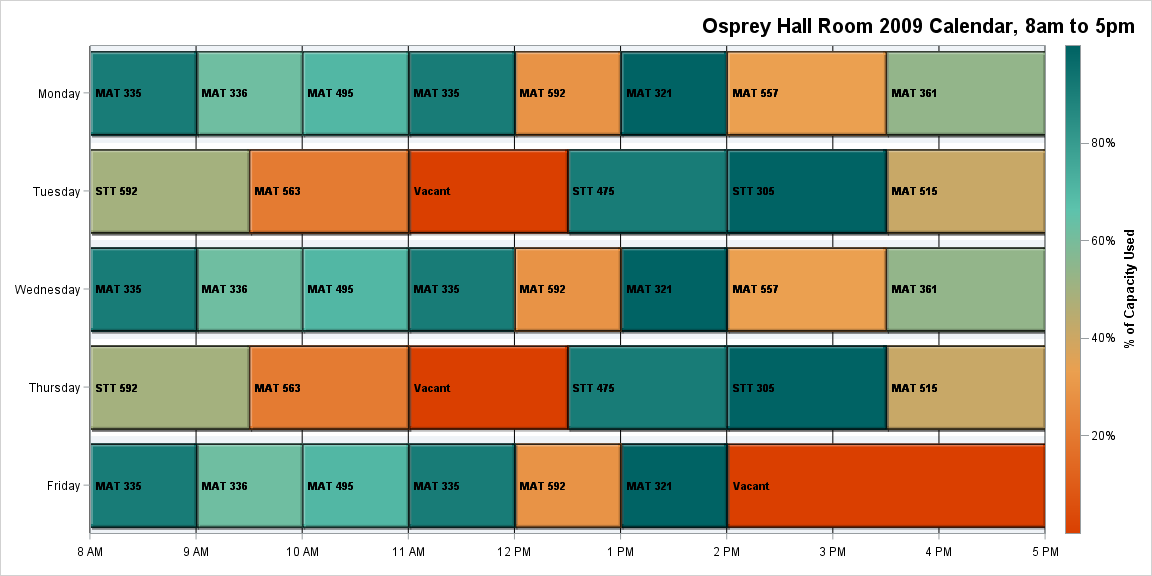 Osprey Hall Room 2009 Calendar, 8am to 5pm
Monday MAT 335 MAT 336 MAT 495 MAT 335 MAT 592 MAT 321 MAT 557 MAT 361
Tuesday STT 592 MAT 563 Vacant STT 475 STT 305 MAT 515
Wednesday MAT 335 MAT 336 MAT 495 MAT 335 MAT 592 MAT 321 MAT 557 MAT 361
Thursday STT 592 MAT 563 Vacant STT 475 STT 305 MAT 515
Friday MAT 335 MAT 336 MAT 495 MAT 335 MAT 592 MAT 321 Vacant
8 AM 9 AM 10 AM 11 AM 12 PM 1 PM 2 PM 3 PM 4 PM 5 PM
80%
60%
40%
20%
% of Capacity Used